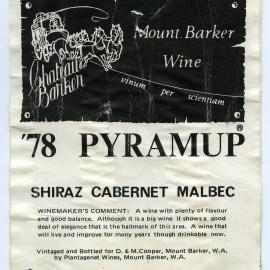 Mount Barker
Wine
Chateau
Barker
vinum per scientiam
'78 PYRAMUP®
SHIRAZ CABERNET MALBEC
WINEMAKER'S COMMENT: A wine with plenty of flavour
and good balance. Although it is a big wine it shows a good
deal of elegance that is the hallmark of this area. A wine that
will live and improve for many years though drinkable now.
Vintaged and Bottled for D. & M. Cooper, Mount Barker, W.A.
by Plantagenet Wines, Mount Barker, W.A.